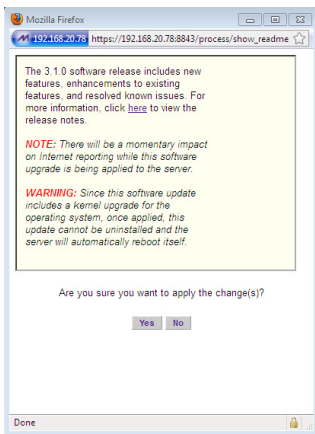 Mozilla Firefox
192.168.20.78 https://192.168.20.78:8843/process/show_readme
The 3.1.0 software release includes new
features, enhancements to existing
features, and resolved known issues. For
more information, click here to view the
release notes.
NOTE: There will be a momentary impact
on Internet reporting while this software
upgrade is being applied to the server.
WARNING: Since this software update
includes a kernel upgrade for the
operating system, once applied, this
update cannot be uninstalled and the
server will automatically reboot itself.
Are you sure you want to apply the change(s)?
Yes No
Done